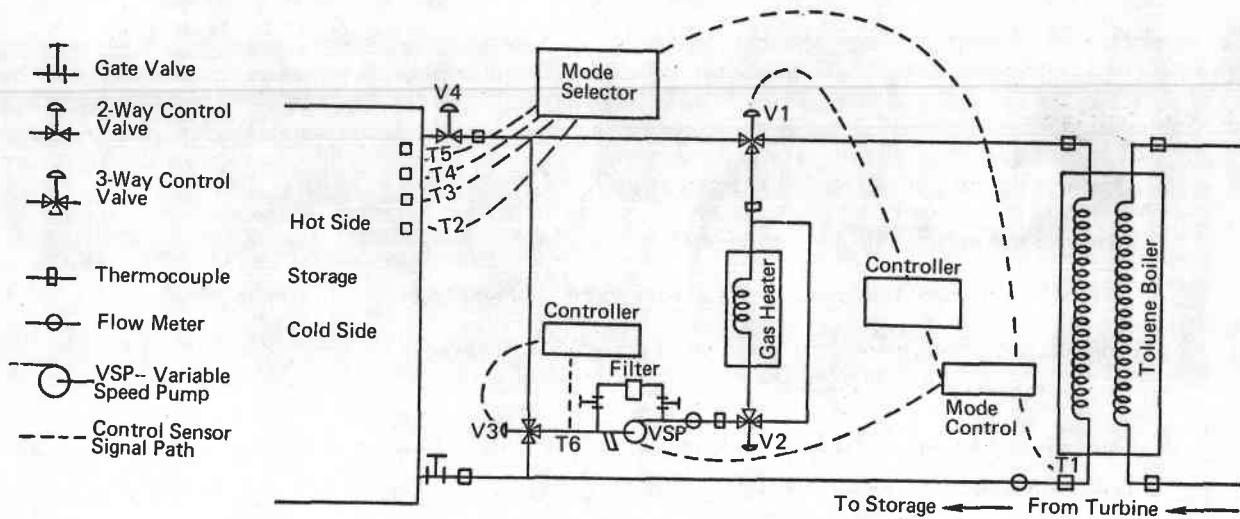 Gate Valve
2-Way Control
Valve
3-Way Control
Valve
Thermocouple
Flow Meter
VSP-- Variable
Speed Pump
Control Sensor
Signal Path
Hot Side
Storage
Cold Side
V4
Mode
Selector
T5
T4
T3
T2
V1
Controller
Filter
V3
T6
VSP
V2
Gas Heater
Controller
Mode
Control
T1
Toluene Boiler
To Storage
From Turbine